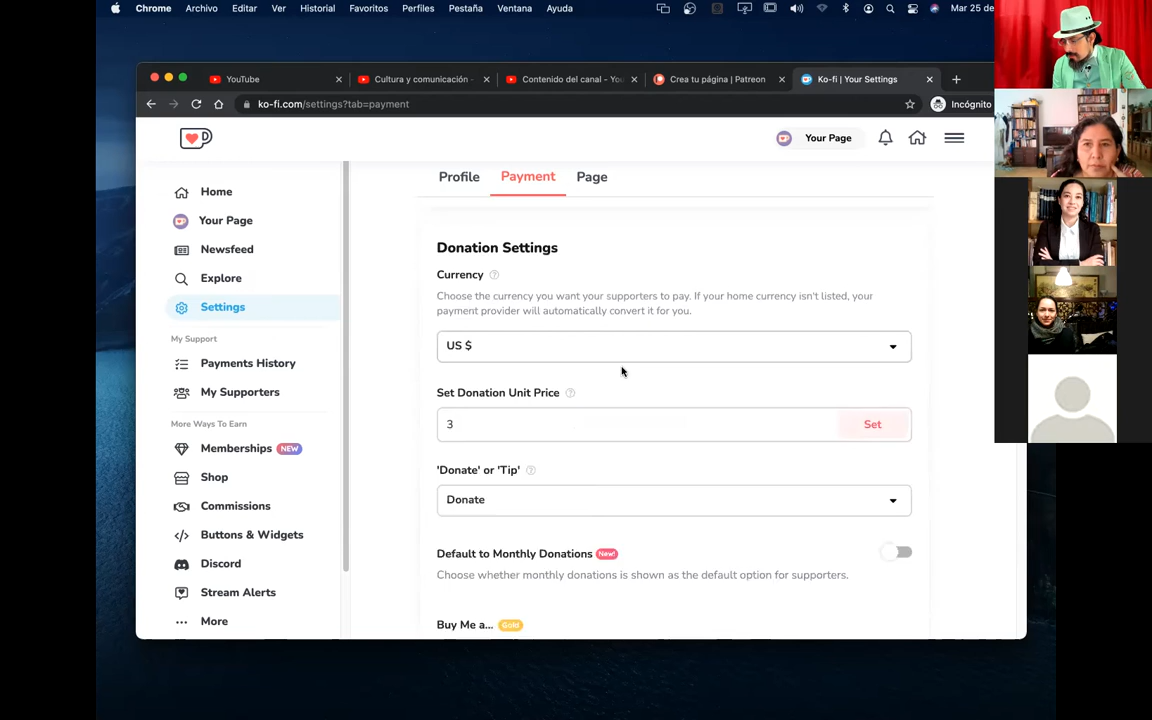 Chrome Archivo Editar Ver Historial Favoritos Perfiles Pestaña Ventana Ayuda Mar 25 de
YouTube
Cultura y comunicación -
Contenido del canal - You
Crea tu página | Patreon
Ko-fi | Your Settings
ko-fi.com/settings?tab=payment
Incógnito
Your Page
Home
Your Page
Newsfeed
Explore
Settings
My Support
Payments History
My Supporters
More Ways To Earn
Memberships NEW
Shop
Commissions
Buttons & Widgets
Discord
Stream Alerts
More
Profile Payment Page
Donation Settings
Currency
Choose the currency you want your supporters to pay. If your home currency isn't listed, your
payment provider will automatically convert it for you.
US $
Set Donation Unit Price
3 Set
'Donate' or 'Tip'
Donate
Default to Monthly Donations New!
Choose whether monthly donations is shown as the default option for supporters.
Buy Me a... Gold